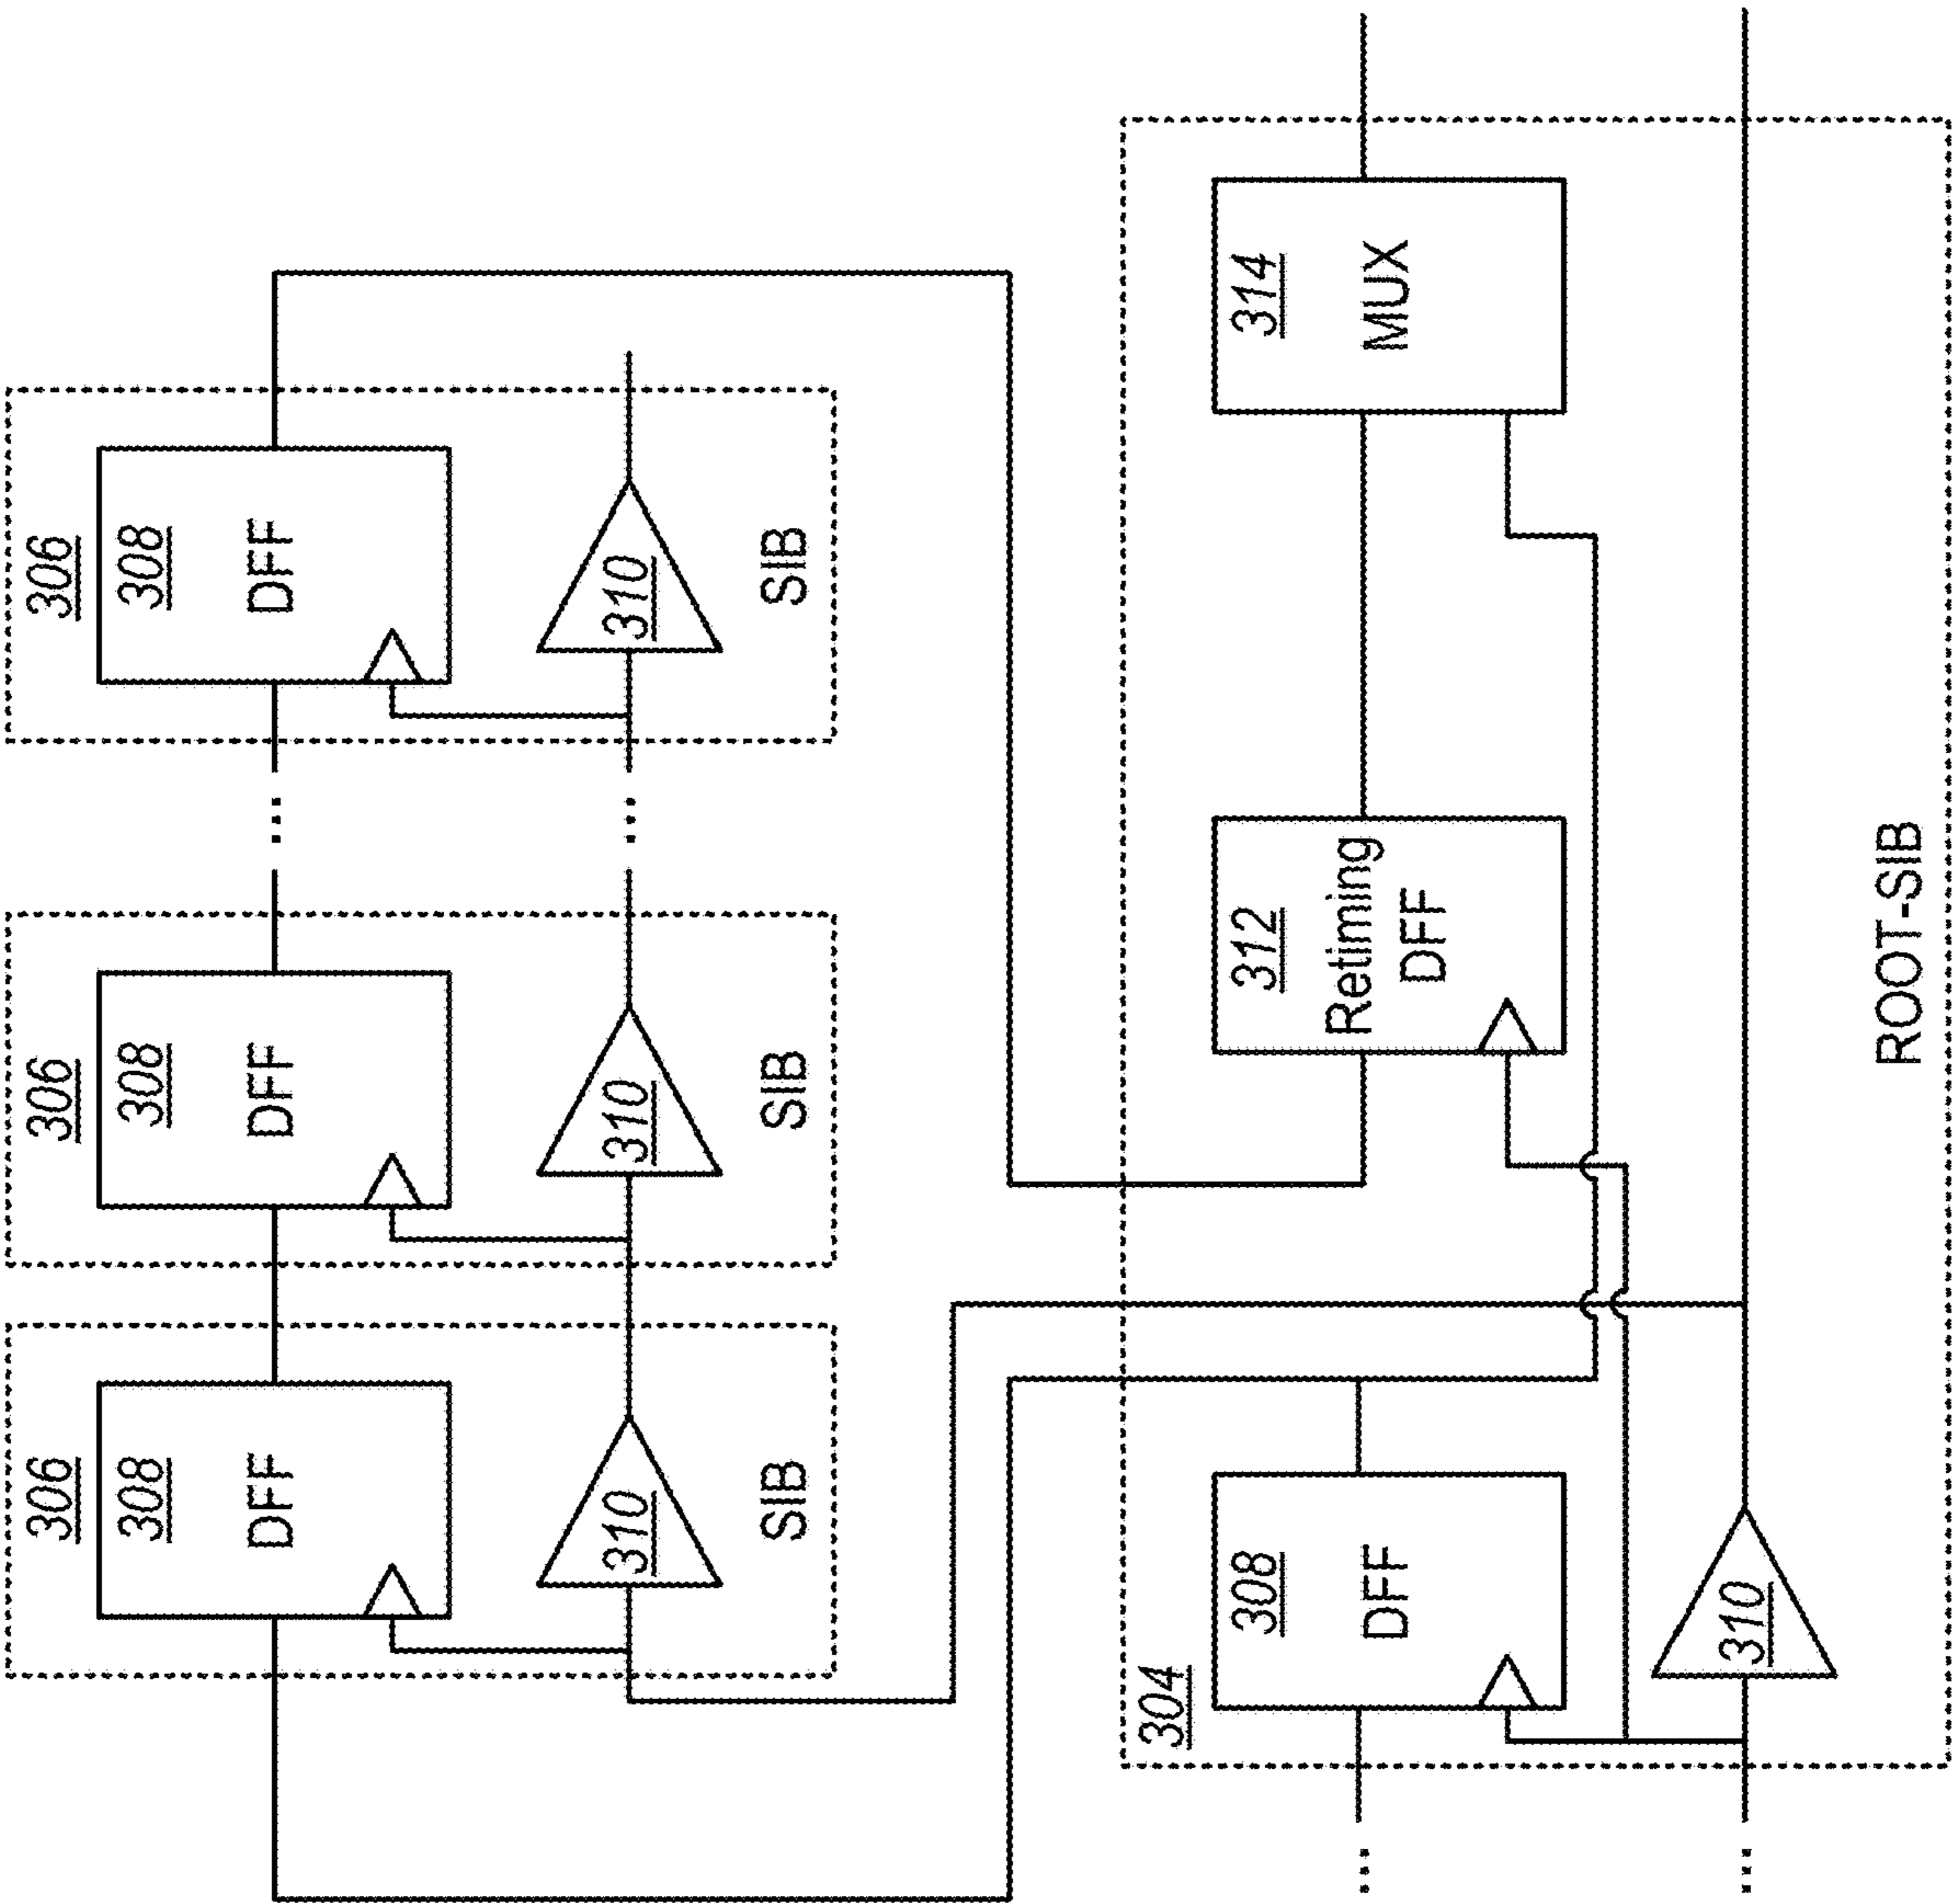 306
308
DFF
310
SIB
...
...
306
308
DFF
310
SIB
306
308
DFF
310
SIB
304
308
DFF
310
312
Retiming
DFF
314
MUX
ROOT-SIB
...
...